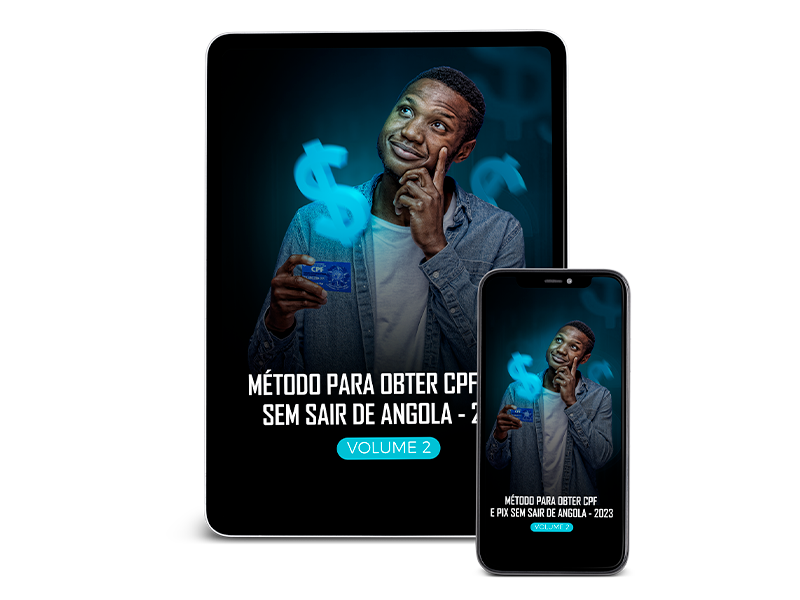 CPF
MÉTODO PARA OBTER CPF
SEM SAIR DE ANGOLA - 2
VOLUME 2
CPF
MÉTODO PARA OBTER CPF
E PIX SEM SAIR DE ANGOLA - 2023
VOLUME 2